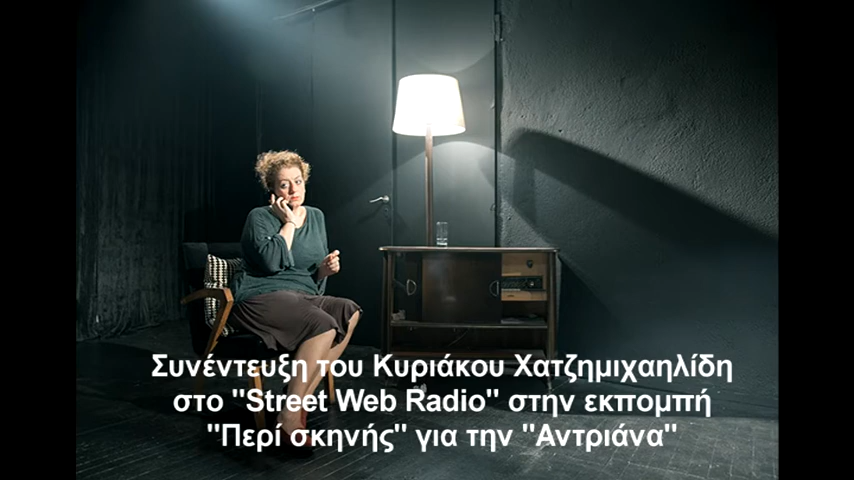 Συνέντευξη του Κυριάκου Χατζημιχαηλίδη
στο "Street Web Radio" στην εκπομπή
"Περί σκηνής" για την "Αντριάνα"